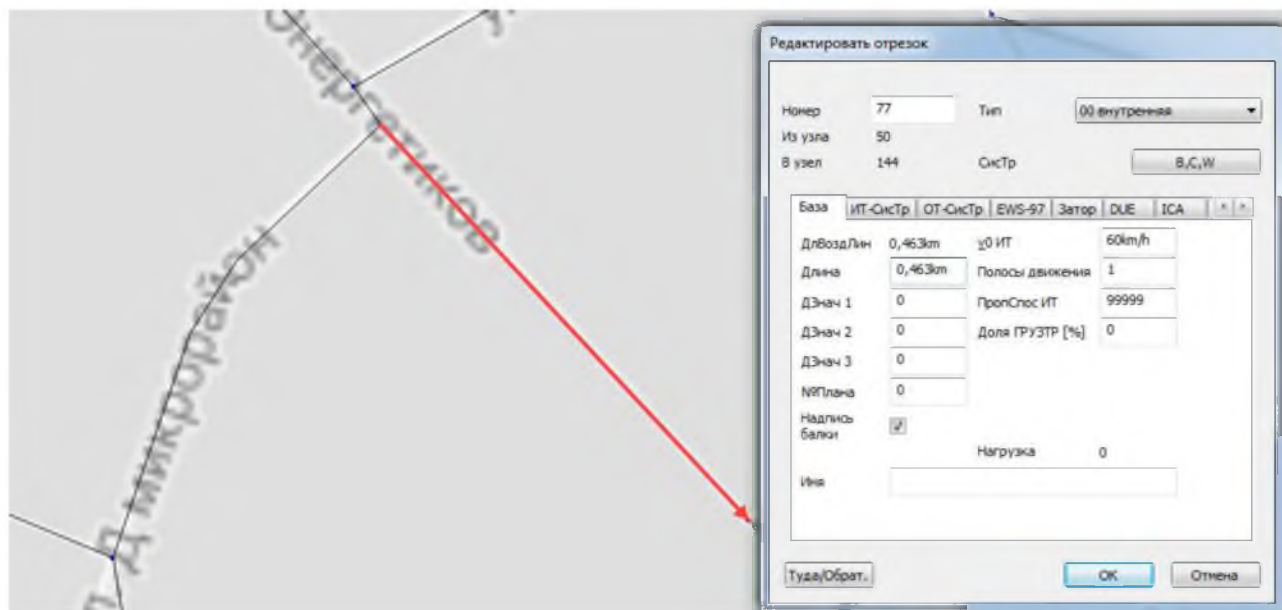 Энергетиков
Д микрорайон
Редактировать отрезок
Номер 77 Тип 00 внутренняя
Из узла 50
В узел 144 СисТр B,C,W
База ИТ-СисТр ОТ-СисТр EWS-97 Затор DUE ICA
ДлВоздЛин 0,463km v0 ИТ 60km/h
Длина 0,463km Полосы движения 1
ДЗнач 1 0 ПропСпос ИТ 99999
ДЗнач 2 0 Доля ГРУЗТР [%] 0
ДЗнач 3 0
№Плана 0
Надпись
балки
Нагрузка 0
Имя
Туда/Обрат. OK Отмена